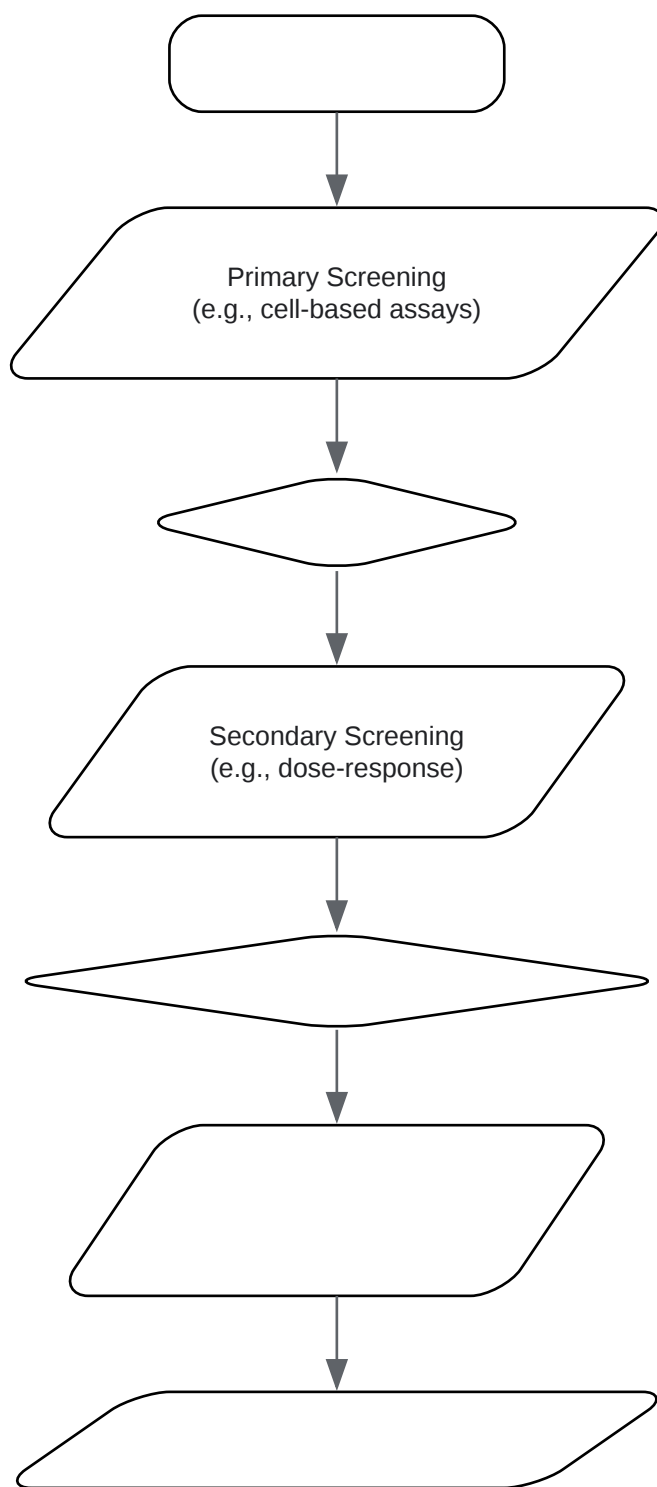 Primary Screening
(e.g., cell-based assays)
Secondary Screening
(e.g., dose-response)